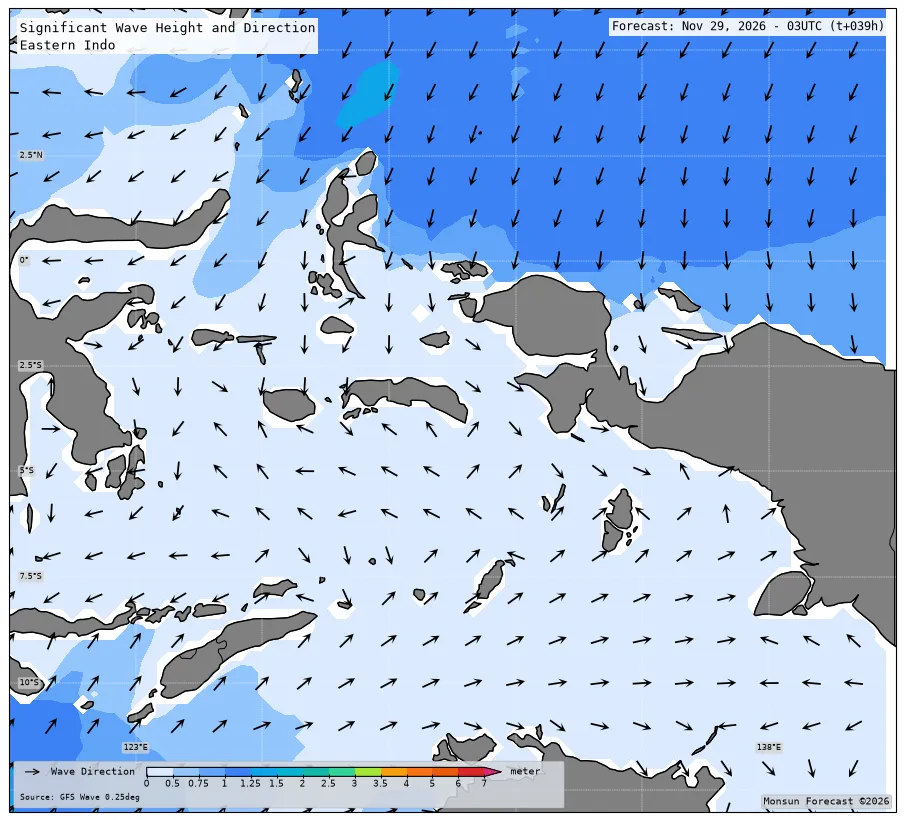 Significant Wave Height and Direction
Eastern Indo
Forecast: Nov 29, 2026 - 03UTC (t+039h)
2.5°N
0°
2.5°S
5°S
7.5°S
10°S
123°E
138°E
Wave Direction
meter
0 0.5 0.75 1 1.25 1.5 2 2.5 3 3.5 4 5 6 7
Source: GFS Wave 0.25deg
Monsun Forecast ©2026